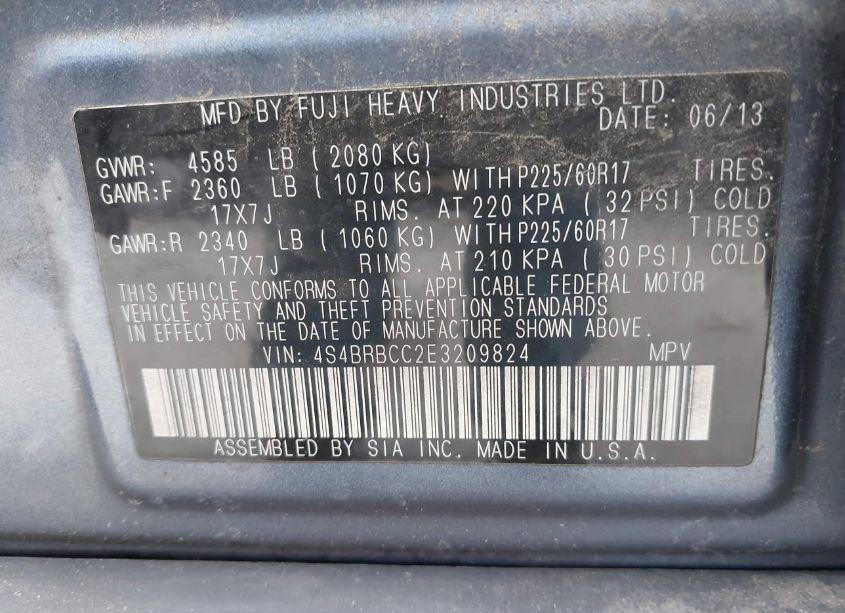 MFD BY FUJI HEAVY INDUSTRIES LTD.
DATE: 06/13
GVWR: 4585 LB ( 2080 KG)
GAWR:F 2360 LB ( 1070 KG) WITH P225/60R17 TIRES.
17X7J RIMS. AT 220 KPA ( 32 PSI) COLD
GAWR:R 2340 LB ( 1060 KG) WITH P225/60R17 TIRES.
17X7J RIMS. AT 210 KPA ( 30 PSI) COLD
THIS VEHICLE CONFORMS TO ALL APPLICABLE FEDERAL MOTOR
VEHICLE SAFETY AND THEFT PREVENTION STANDARDS
IN EFFECT ON THE DATE OF MANUFACTURE SHOWN ABOVE.
VIN: 4S4BRBCC2E3209824 MPV
ASSEMBLED BY SIA INC. MADE IN U.S.A.